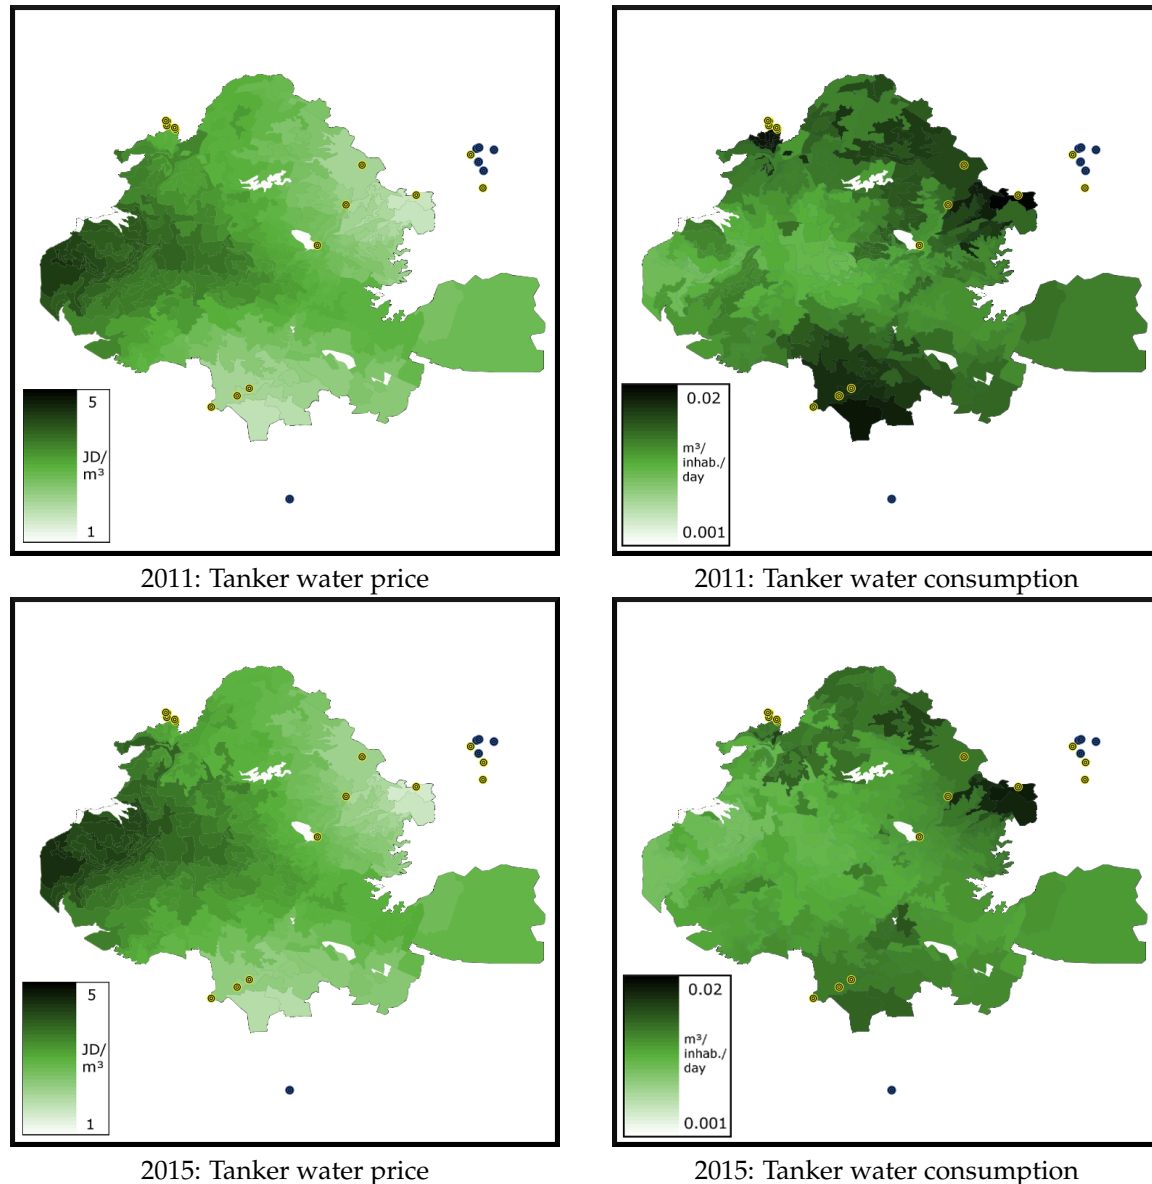 5
JD/
m³
1
0.02
m³/
inhab./
day
0.001
2011: Tanker water price
2011: Tanker water consumption
5
JD/
m³
1
0.02
m³/
inhab./
day
0.001
2015: Tanker water price
2015: Tanker water consumption